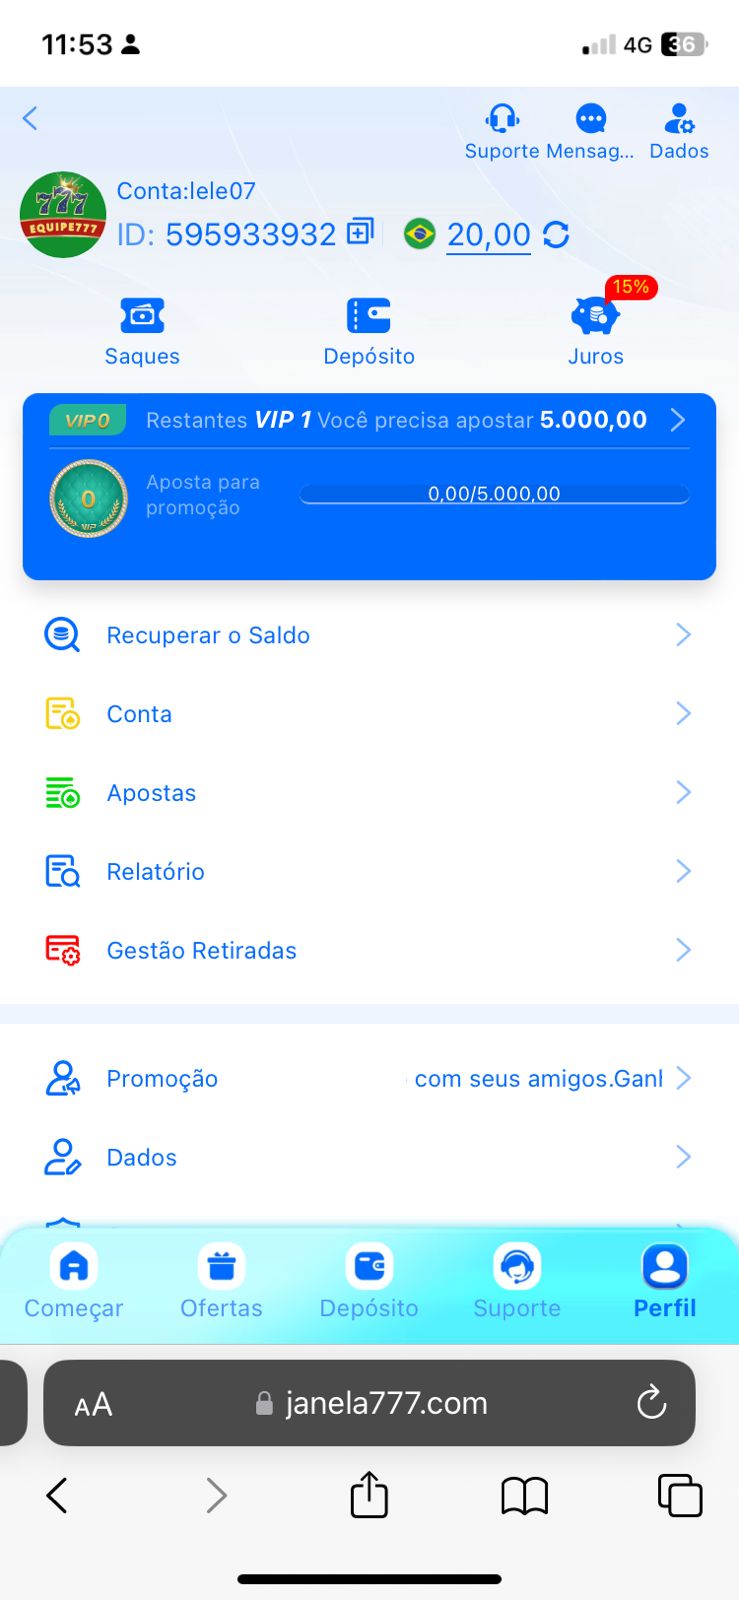 11:53
4G 36
Suporte Mensag... Dados
777
EQUIPE777
Conta:lele07
ID: 595933932
20,00
15%
Saques Depósito Juros
VIP0 Restantes VIP 1 Você precisa apostar 5.000,00
0
VIP
Aposta para
promoção
0,00/5.000,00
Recuperar o Saldo
Conta
Apostas
Relatório
Gestão Retiradas
Promoção com seus amigos.Ganh
Dados
Começar Ofertas Depósito Suporte Perfil
AA janela777.com